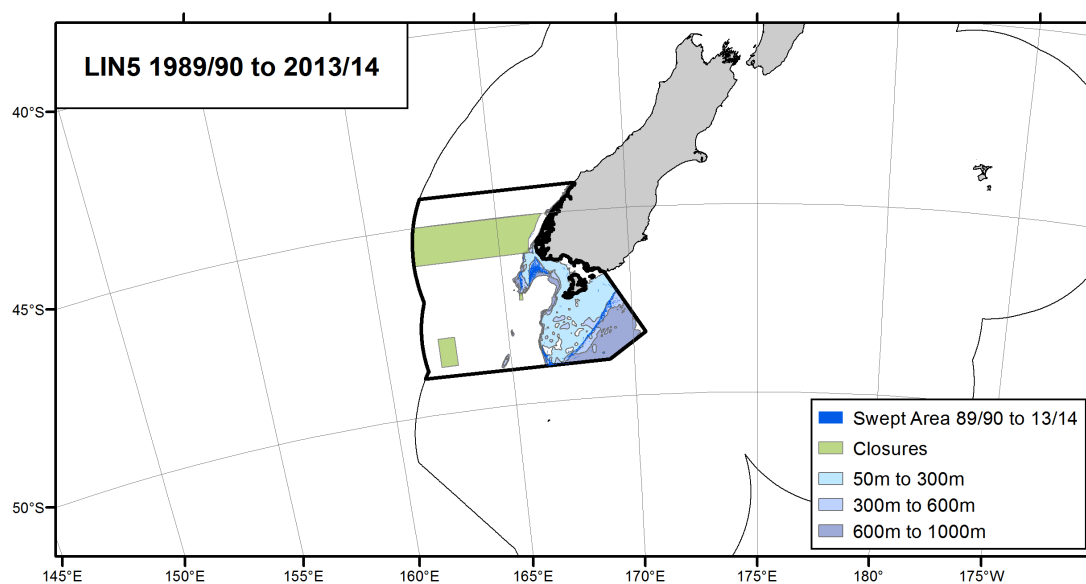 LIN5 1989/90 to 2013/14
40°S
45°S
50°S
Swept Area 89/90 to 13/14
Closures
50m to 300m
300m to 600m
600m to 1000m
145°E 150°E 155°E 160°E 165°E 170°E 175°E 180° 175°W